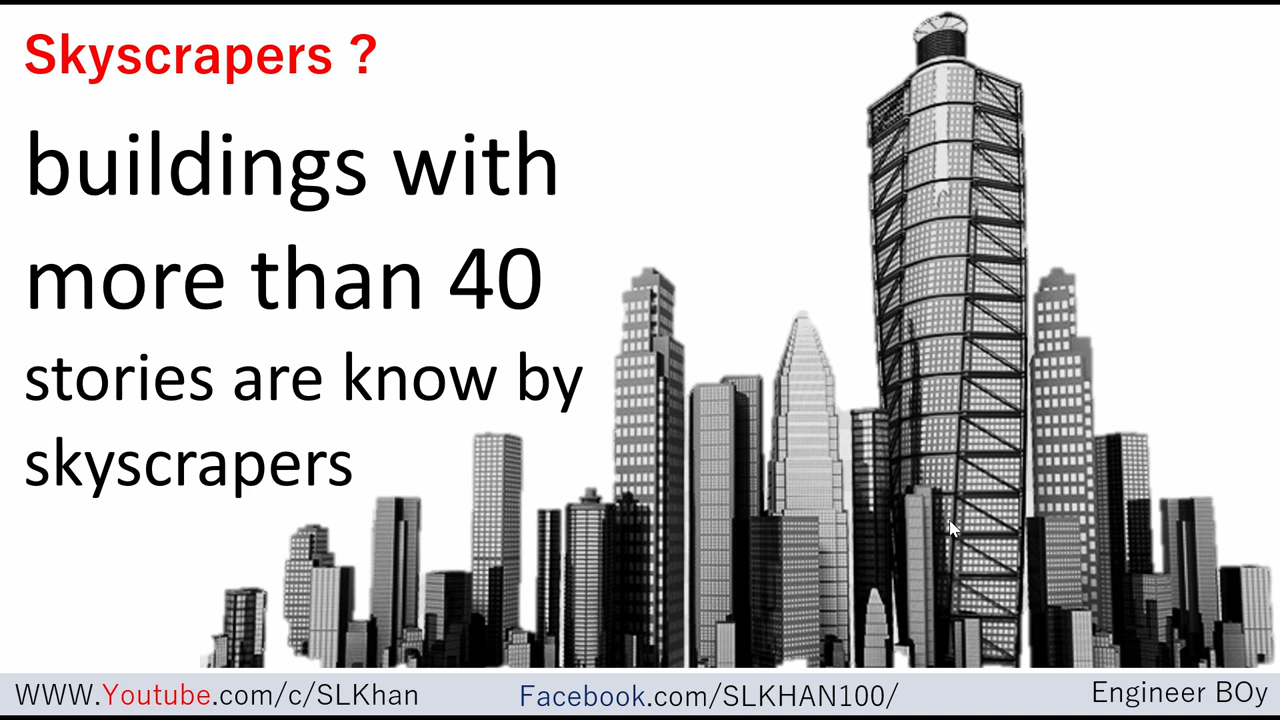 Skyscrapers ?
buildings with
more than 40
stories are know by
skyscrapers
WWW.Youtube.com/c/SLKhan
Facebook.com/SLKHAN100/
Engineer BOy